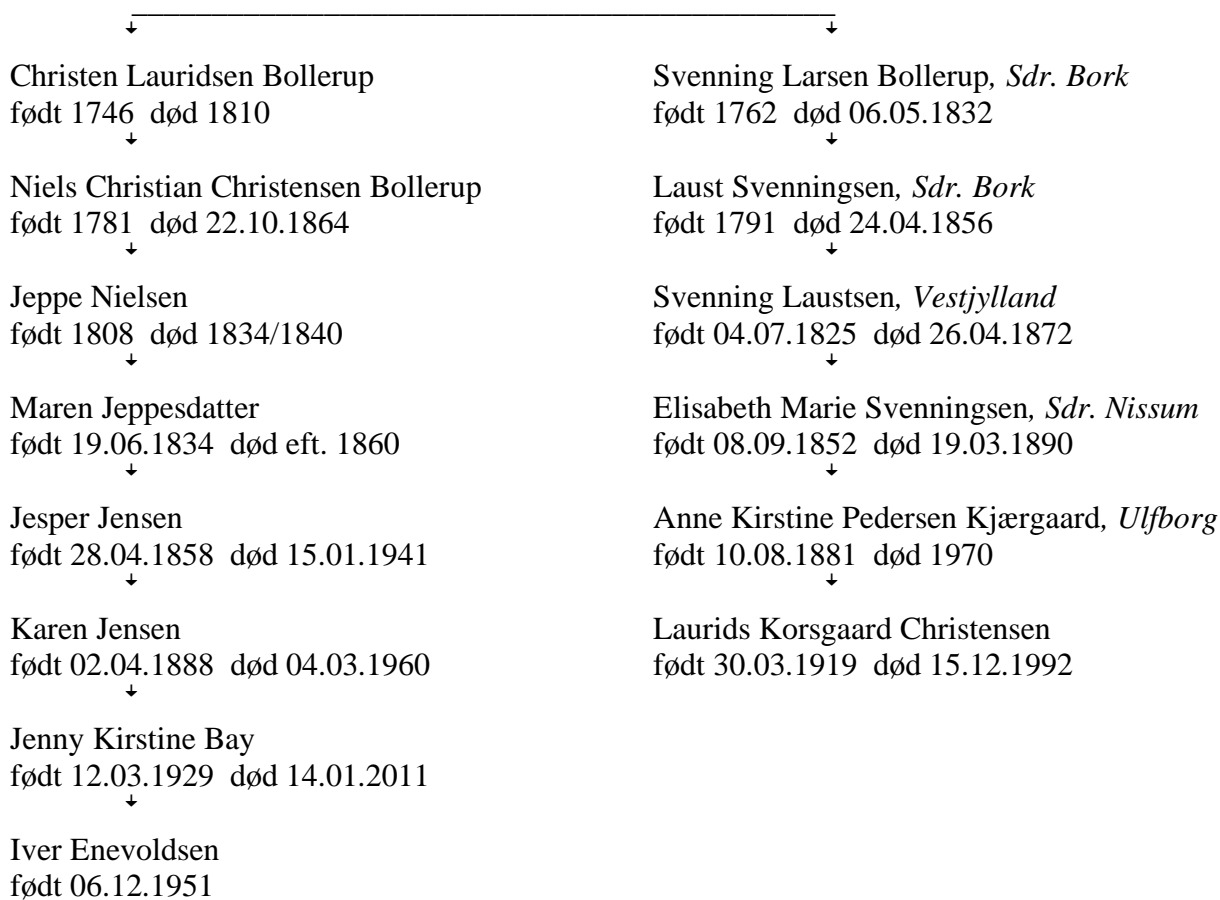 Christen Lauridsen Bollerup
født 1746 død 1810
Niels Christian Christensen Bollerup
født 1781 død 22.10.1864
Jeppe Nielsen
født 1808 død 1834/1840
Maren Jeppesdatter
født 19.06.1834 død eft. 1860
Jesper Jensen
født 28.04.1858 død 15.01.1941
Karen Jensen
født 02.04.1888 død 04.03.1960
Jenny Kirstine Bay
født 12.03.1929 død 14.01.2011
Iver Enevoldsen
født 06.12.1951
Svenning Larsen Bollerup, Sdr. Bork
født 1762 død 06.05.1832
Laust Svenningsen, Sdr. Bork
født 1791 død 24.04.1856
Svenning Laustsen, Vestjylland
født 04.07.1825 død 26.04.1872
Elisabeth Marie Svenningsen, Sdr. Nissum
født 08.09.1852 død 19.03.1890
Anne Kirstine Pedersen Kjærgaard, Ulfborg
født 10.08.1881 død 1970
Laurids Korsgaard Christensen
født 30.03.1919 død 15.12.1992